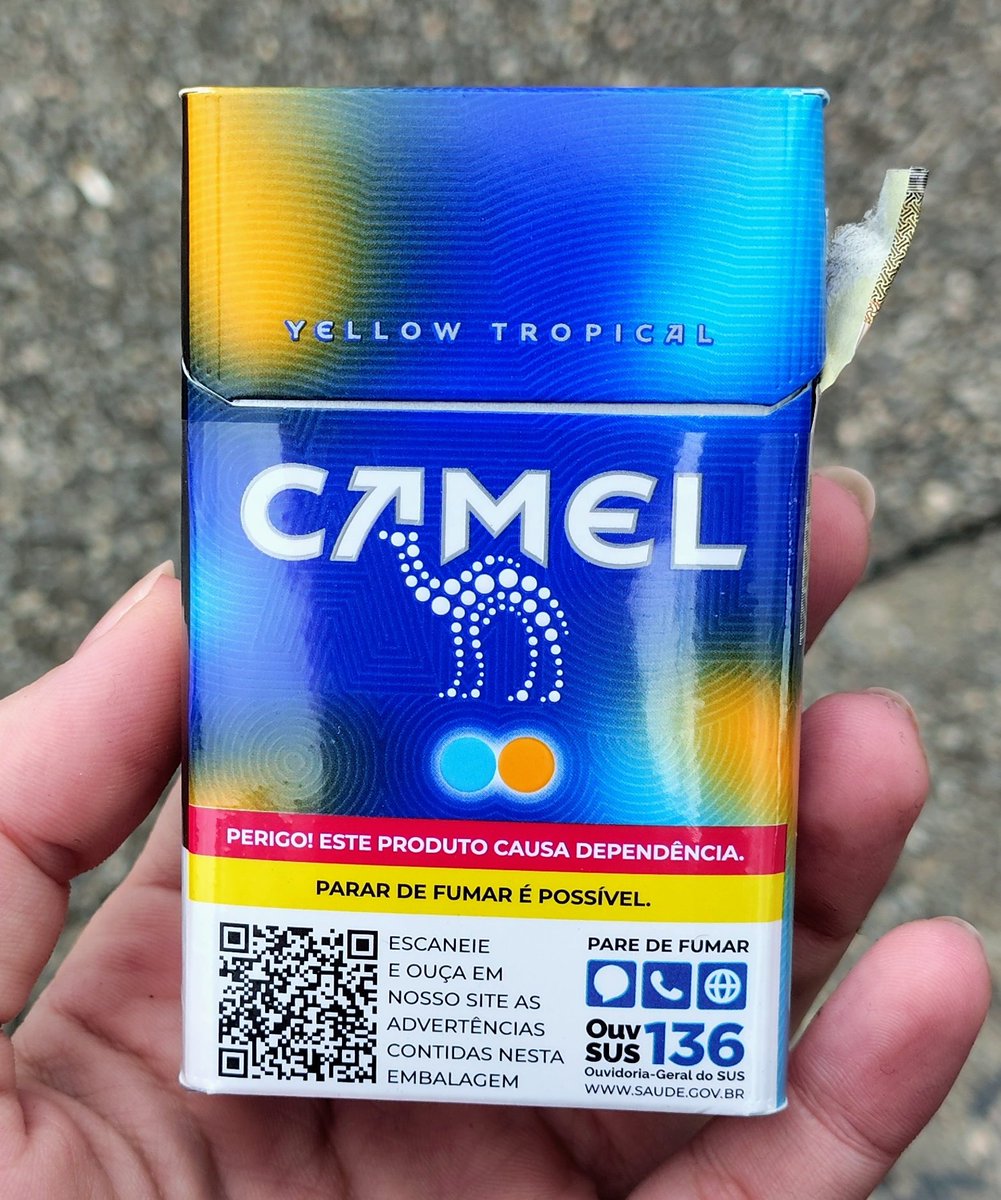 YELLOW TROPICAL
CAMEL
PERIGO! ESTE PRODUTO CAUSA DEPENDÊNCIA.
PARAR DE FUMAR É POSSÍVEL.
ESCANEIE
E OUÇA EM
NOSSO SITE AS
ADVERTÊNCIAS
CONTIDAS NESTA
EMBALAGEM
PARE DE FUMAR
Ouv
SUS 136
Ouvidoria-Geral do SUS
WWW.SAUDE.GOV.BR